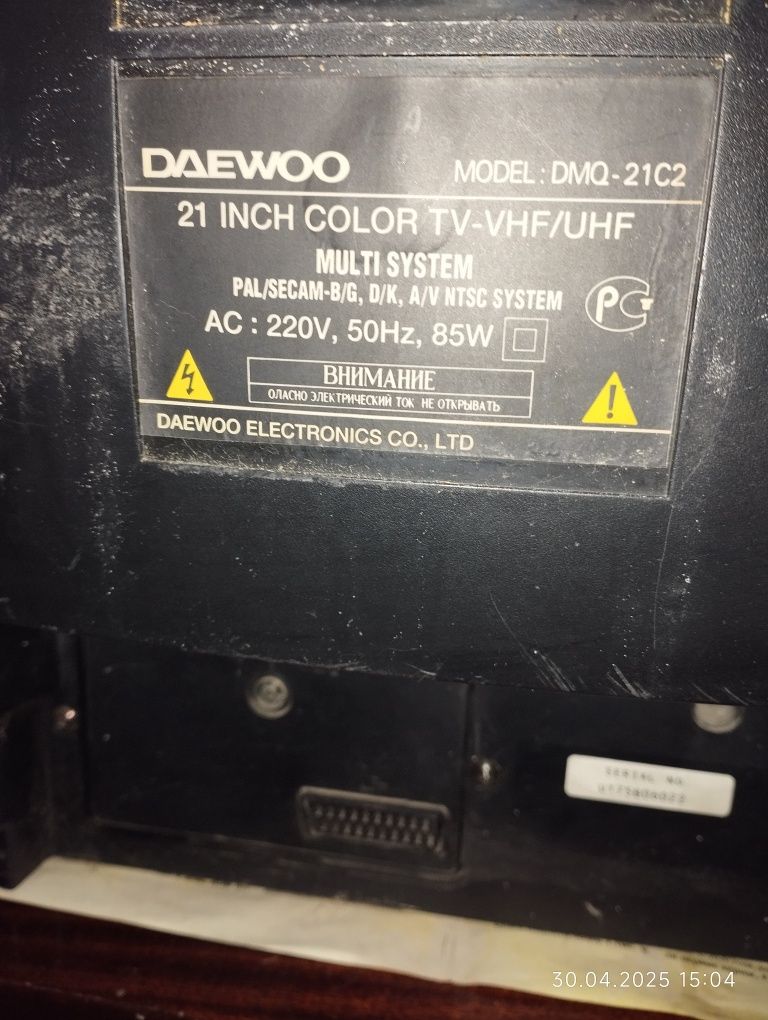 DAEWOO MODEL : DMQ - 21C2
21 INCH COLOR TV-VHF/UHF
MULTI SYSTEM
PAL/SECAM-B/G, D/K, A/V NTSC SYSTEM
AC : 220V, 50Hz, 85W
ВНИМАНИЕ
ОПАСНО ЭЛЕКТРИЧЕСКИЙ ТОК НЕ ОТКРЫВАТЬ
DAEWOO ELECTRONICS CO., LTD
SERIAL NO.
30.04.2025 15:04